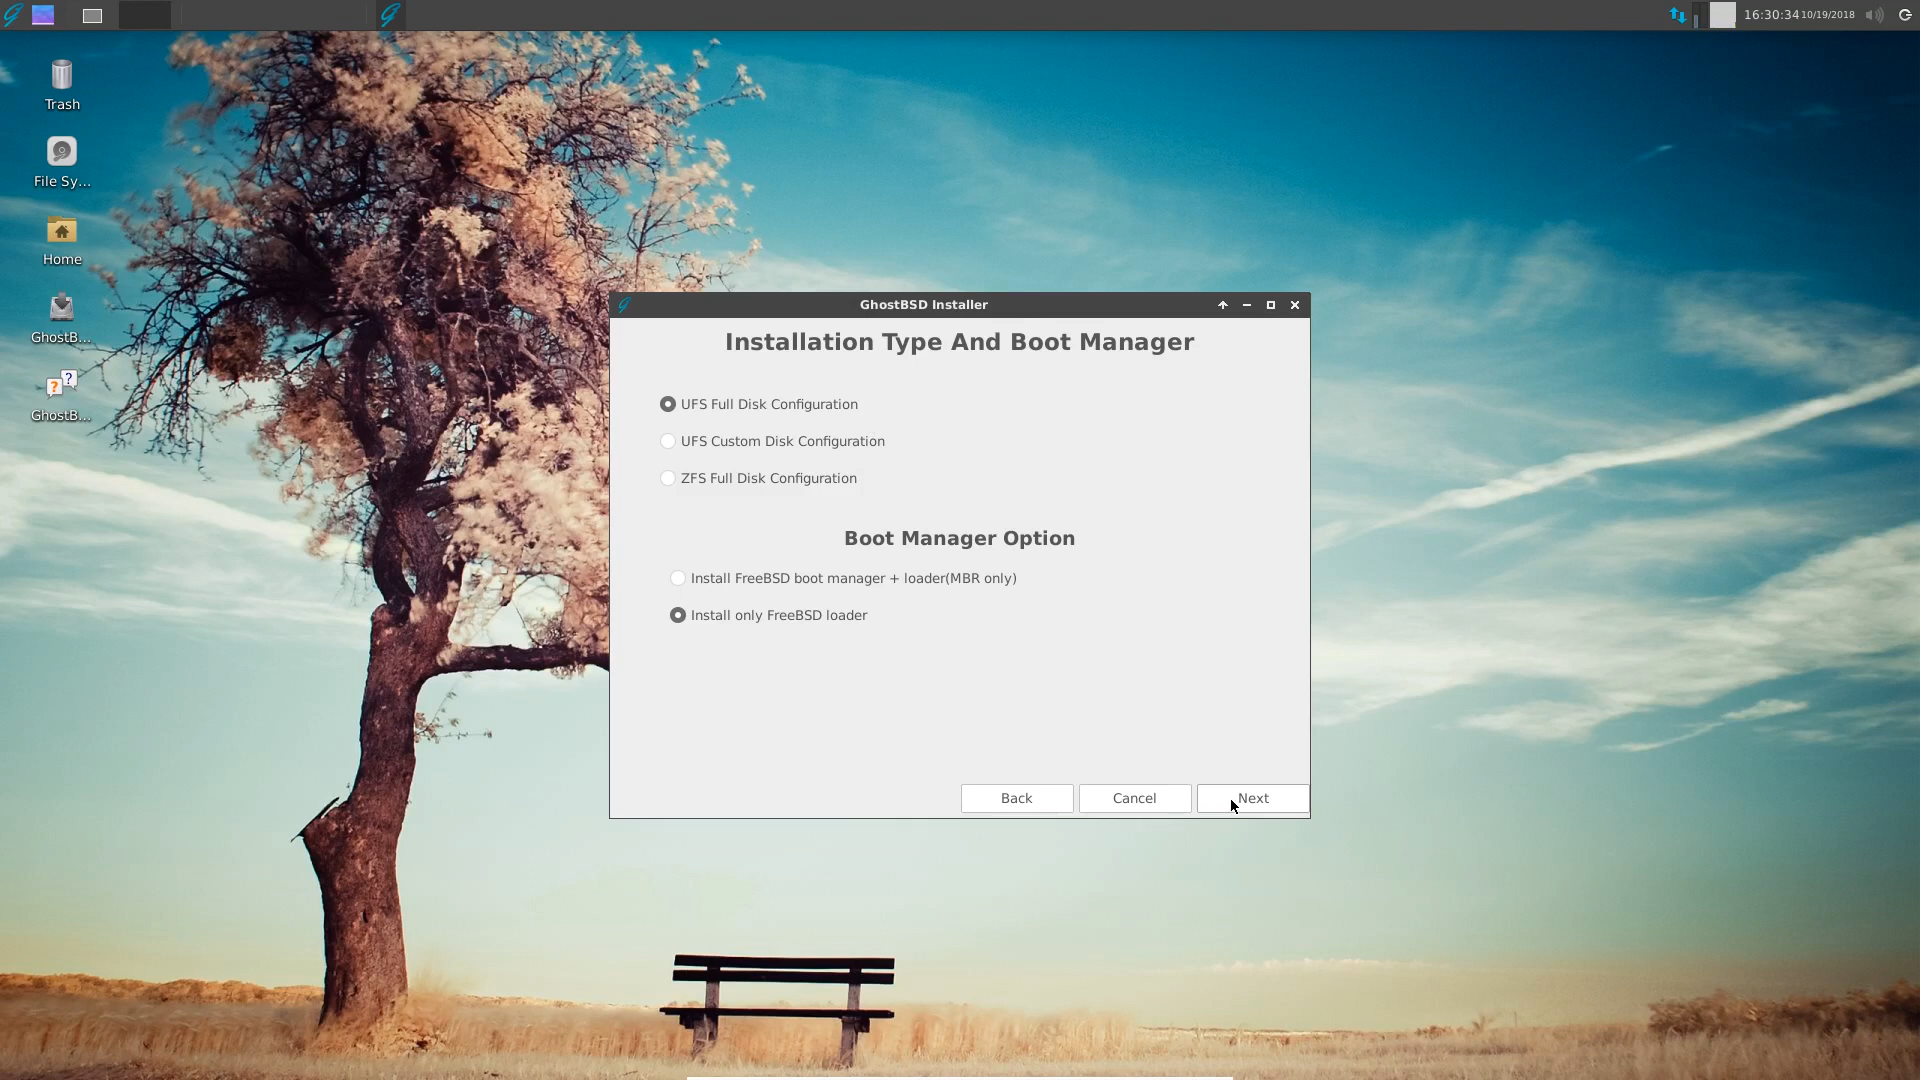 16:30:34 10/19/2018
Trash
File Sy...
Home
GhostB...
GhostB...
GhostBSD Installer
Installation Type And Boot Manager
UFS Full Disk Configuration
UFS Custom Disk Configuration
ZFS Full Disk Configuration
Boot Manager Option
Install FreeBSD boot manager + loader(MBR only)
Install only FreeBSD loader
Back Cancel Next